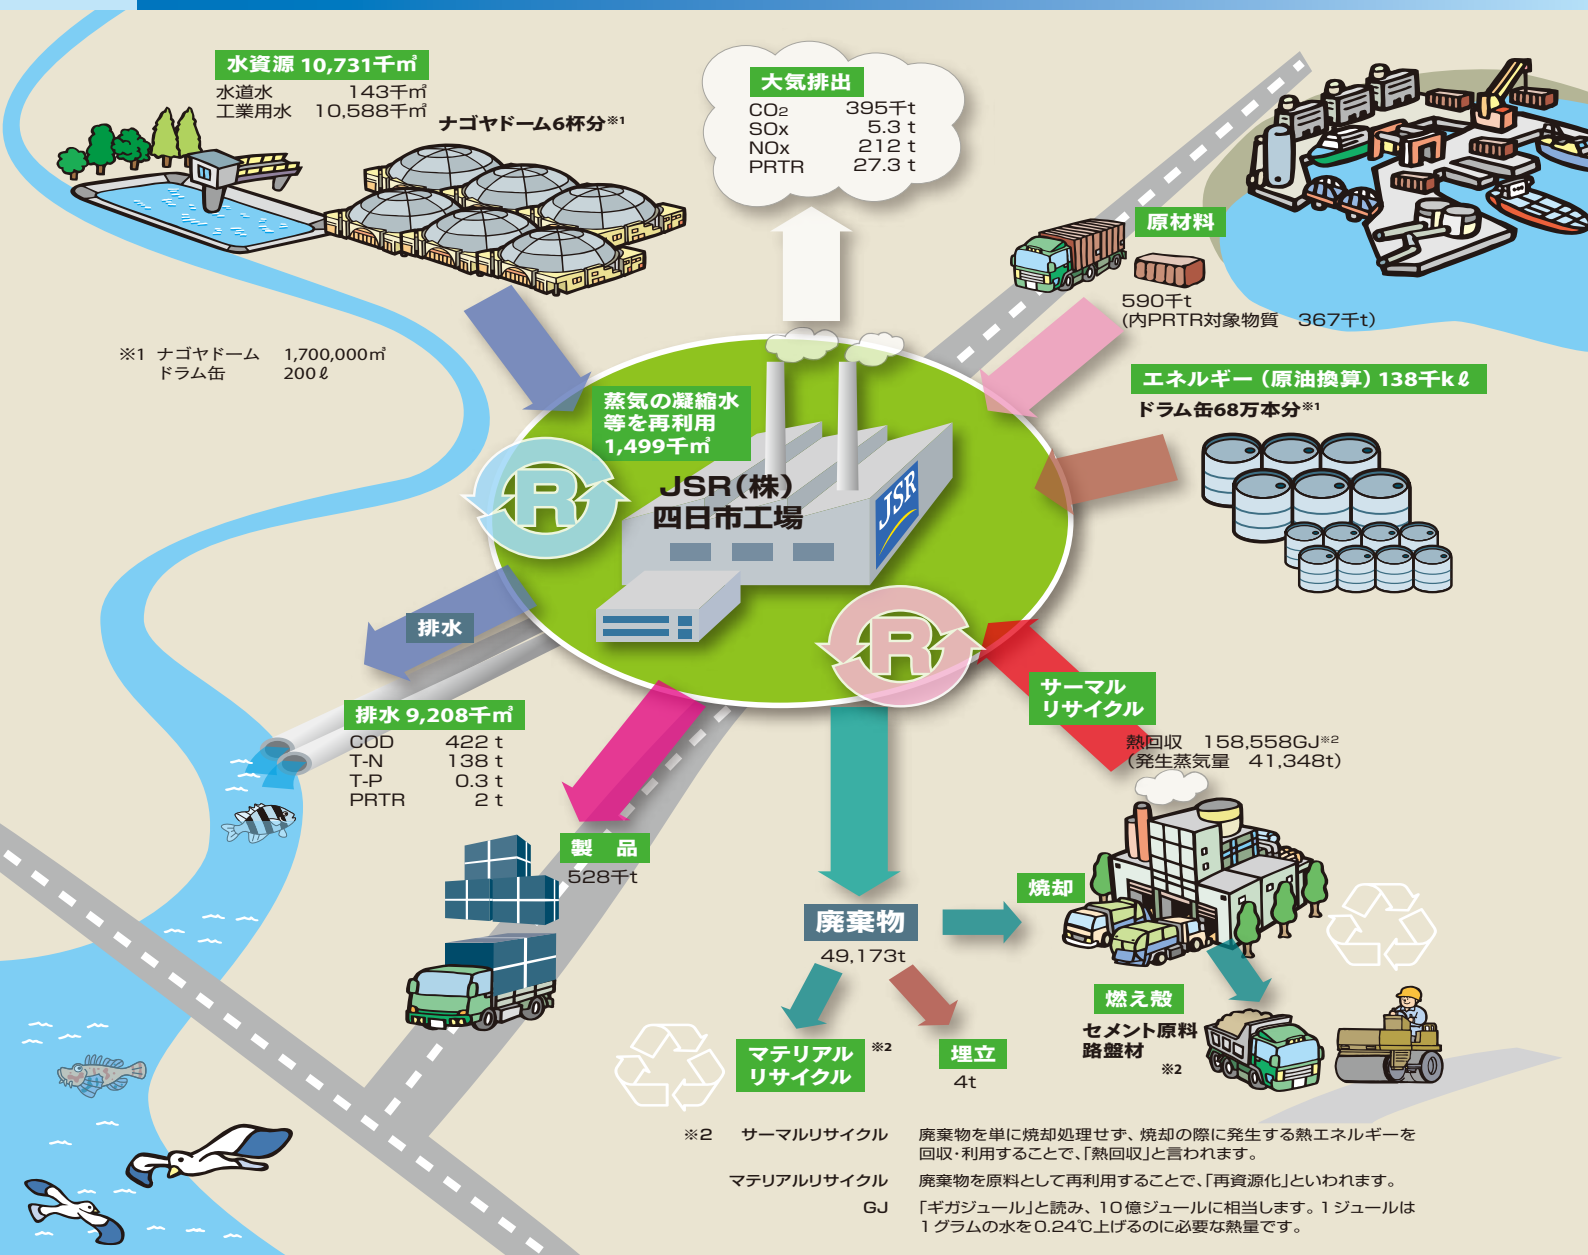 水資源 10,731千㎥
水道水 143千㎥
工業用水 10,588千㎥
ナゴヤドーム6杯分※1
大気排出
CO2 395千t
SOx 5.3 t
NOx 212 t
PRTR 27.3 t
原材料
590千t
(内PRTR対象物質 367千t)
※1 ナゴヤドーム 1,700,000㎥
ドラム缶 200ℓ
エネルギー（原油換算）138千kℓ
ドラム缶68万本分※1
蒸気の凝縮水
等を再利用
1,499千㎥
R
JSR（株）
四日市工場
JSR
排水
R
排水 9,208千㎥
COD 422 t
T-N 138 t
T-P 0.3 t
PRTR 2 t
サーマル
リサイクル
熱回収 158,558GJ※2
（発生蒸気量 41,348t）
製 品
528千t
廃棄物
49,173t
焼却
燃え殻
セメント原料
路盤材
※2
マテリアル
リサイクル
※2
埋立
4t
※2 サーマルリサイクル 廃棄物を単に焼却処理せず、焼却の際に発生する熱エネルギーを
回収・利用することで、「熱回収」と言われます。
マテリアルリサイクル 廃棄物を原料として再利用することで、「再資源化」といわれます。
GJ 「ギガジュール」と読み、10億ジュールに相当します。1ジュールは
1グラムの水を0.24℃上げるのに必要な熱量です。